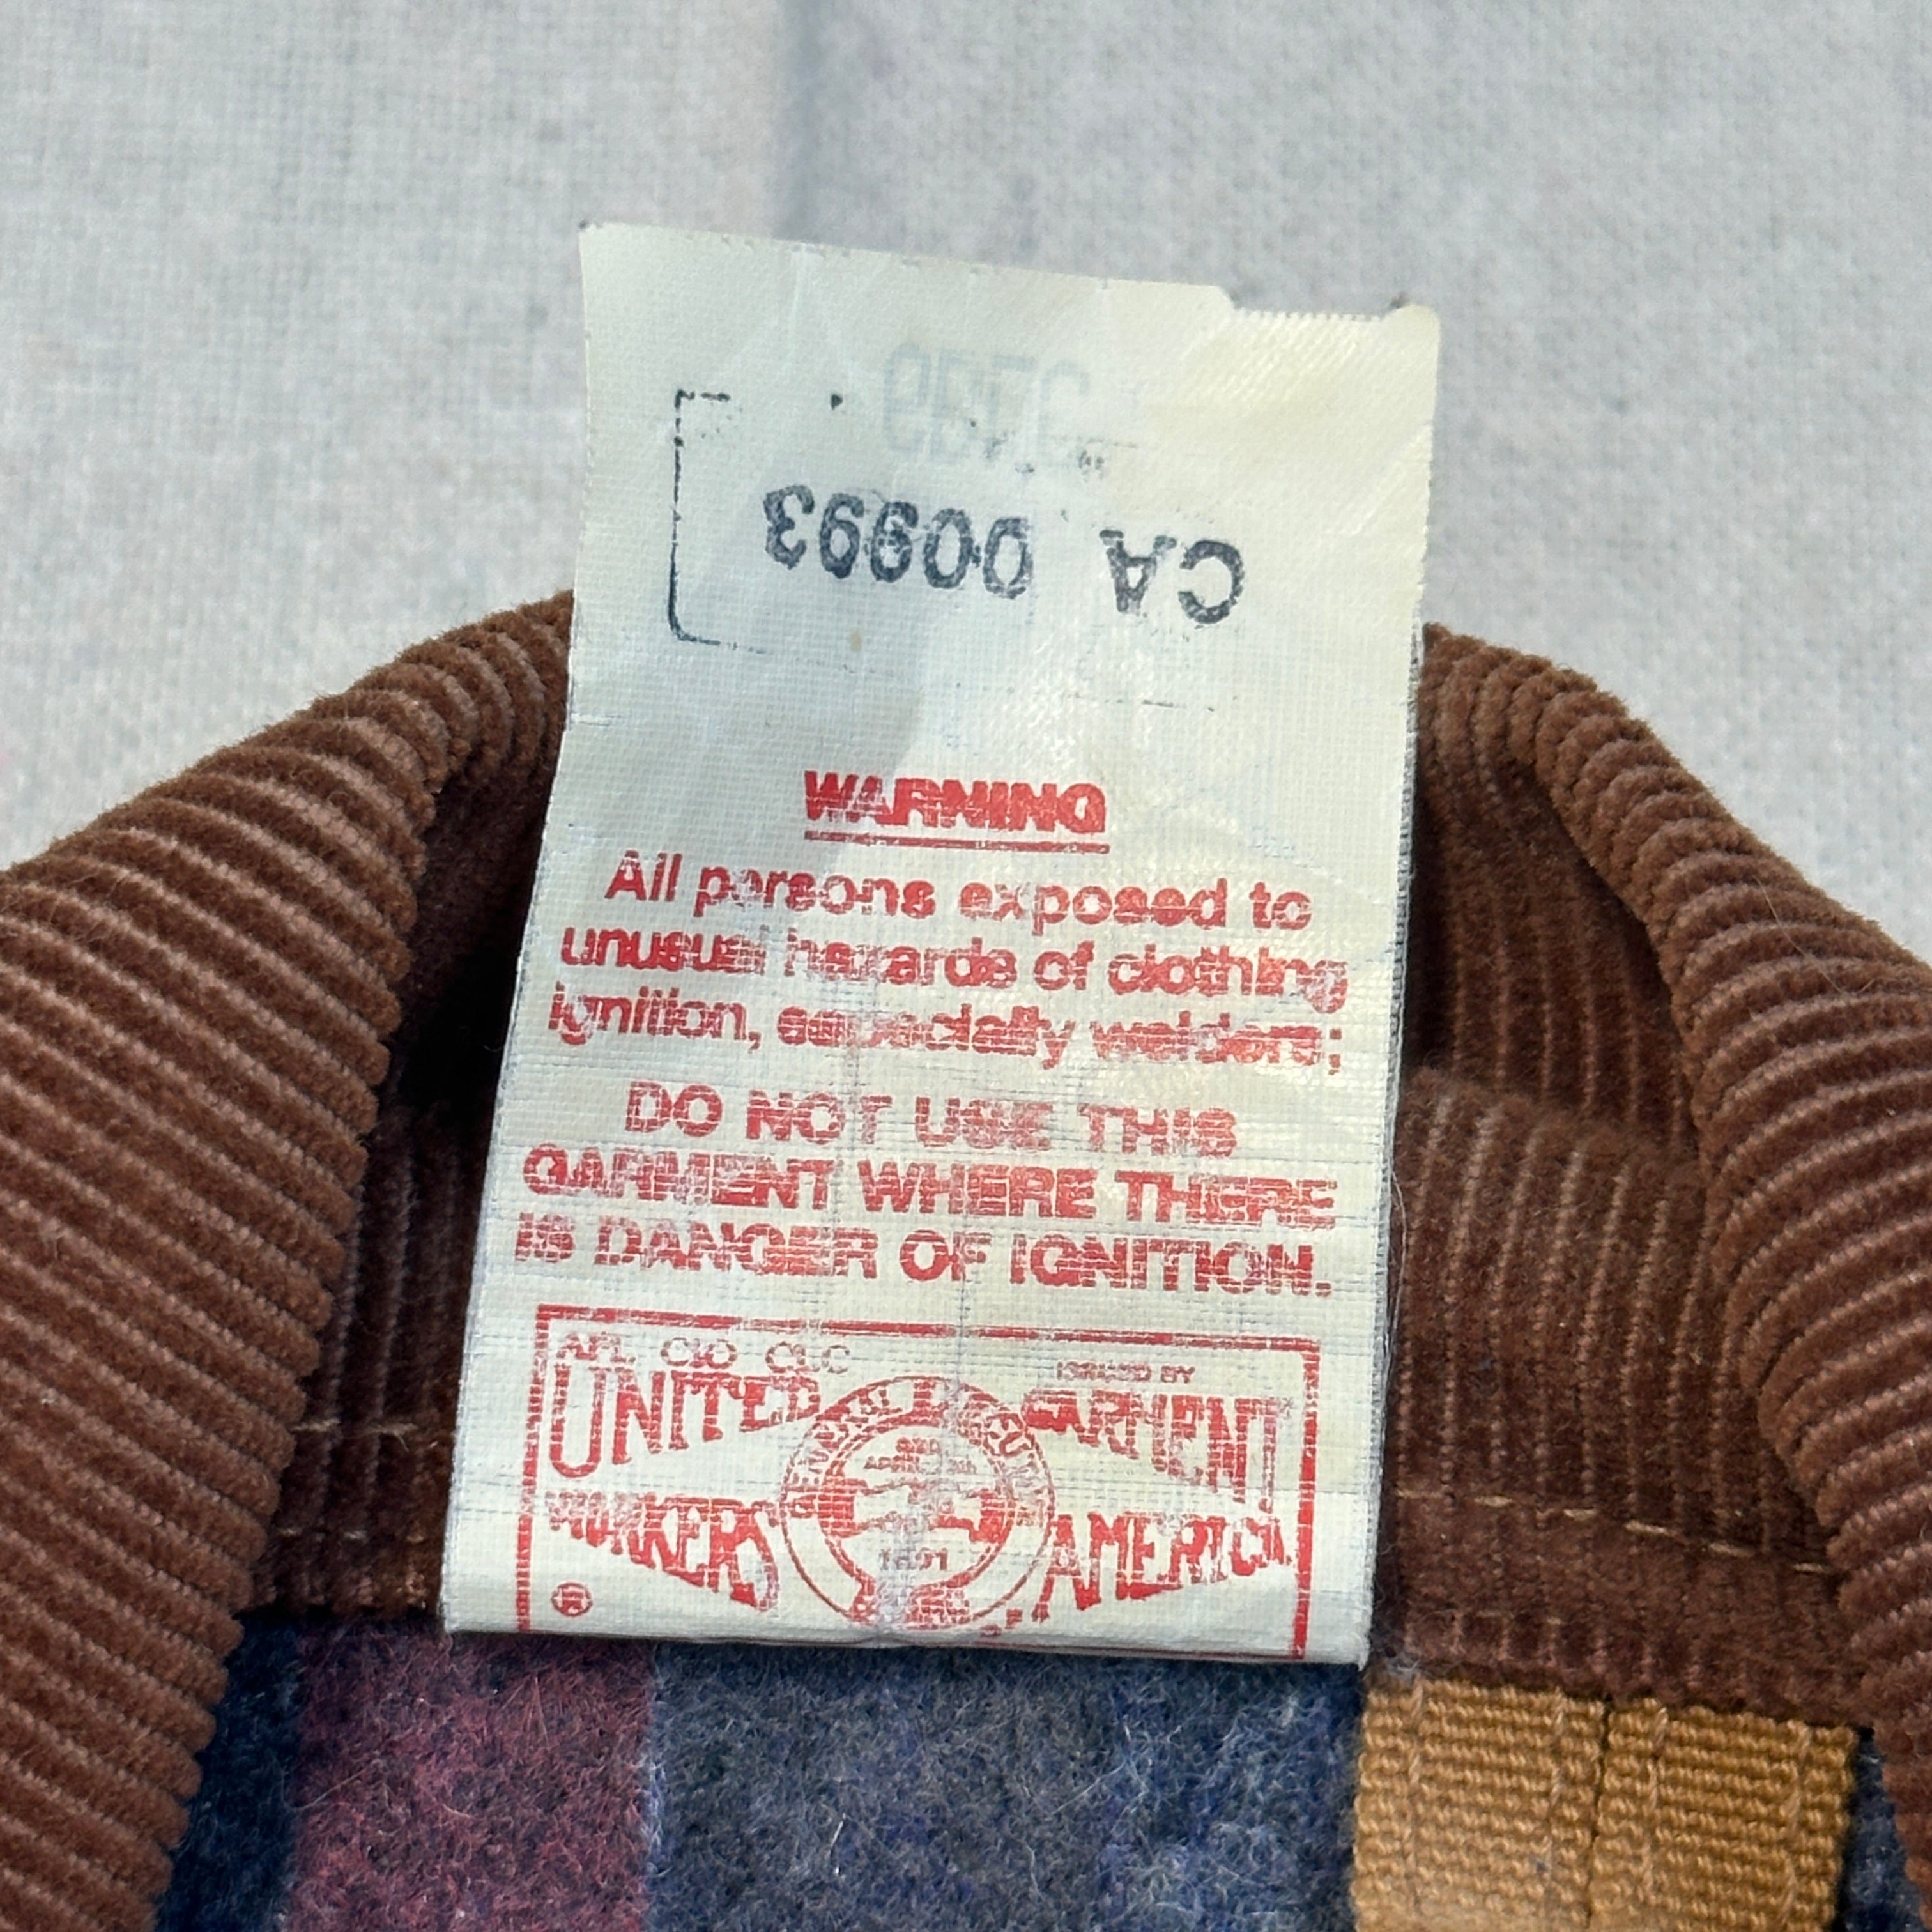 CA 00993
WARNING
All persons exposed to
unusual hazards of clothing
ignition, especially welders;
DO NOT USE THIS
GARMENT WHERE THERE
IS DANGER OF IGNITION.
AFL CIO CLC
ISSUED BY
UNITED GARMENT
WORKERS AMERICA
1891
®